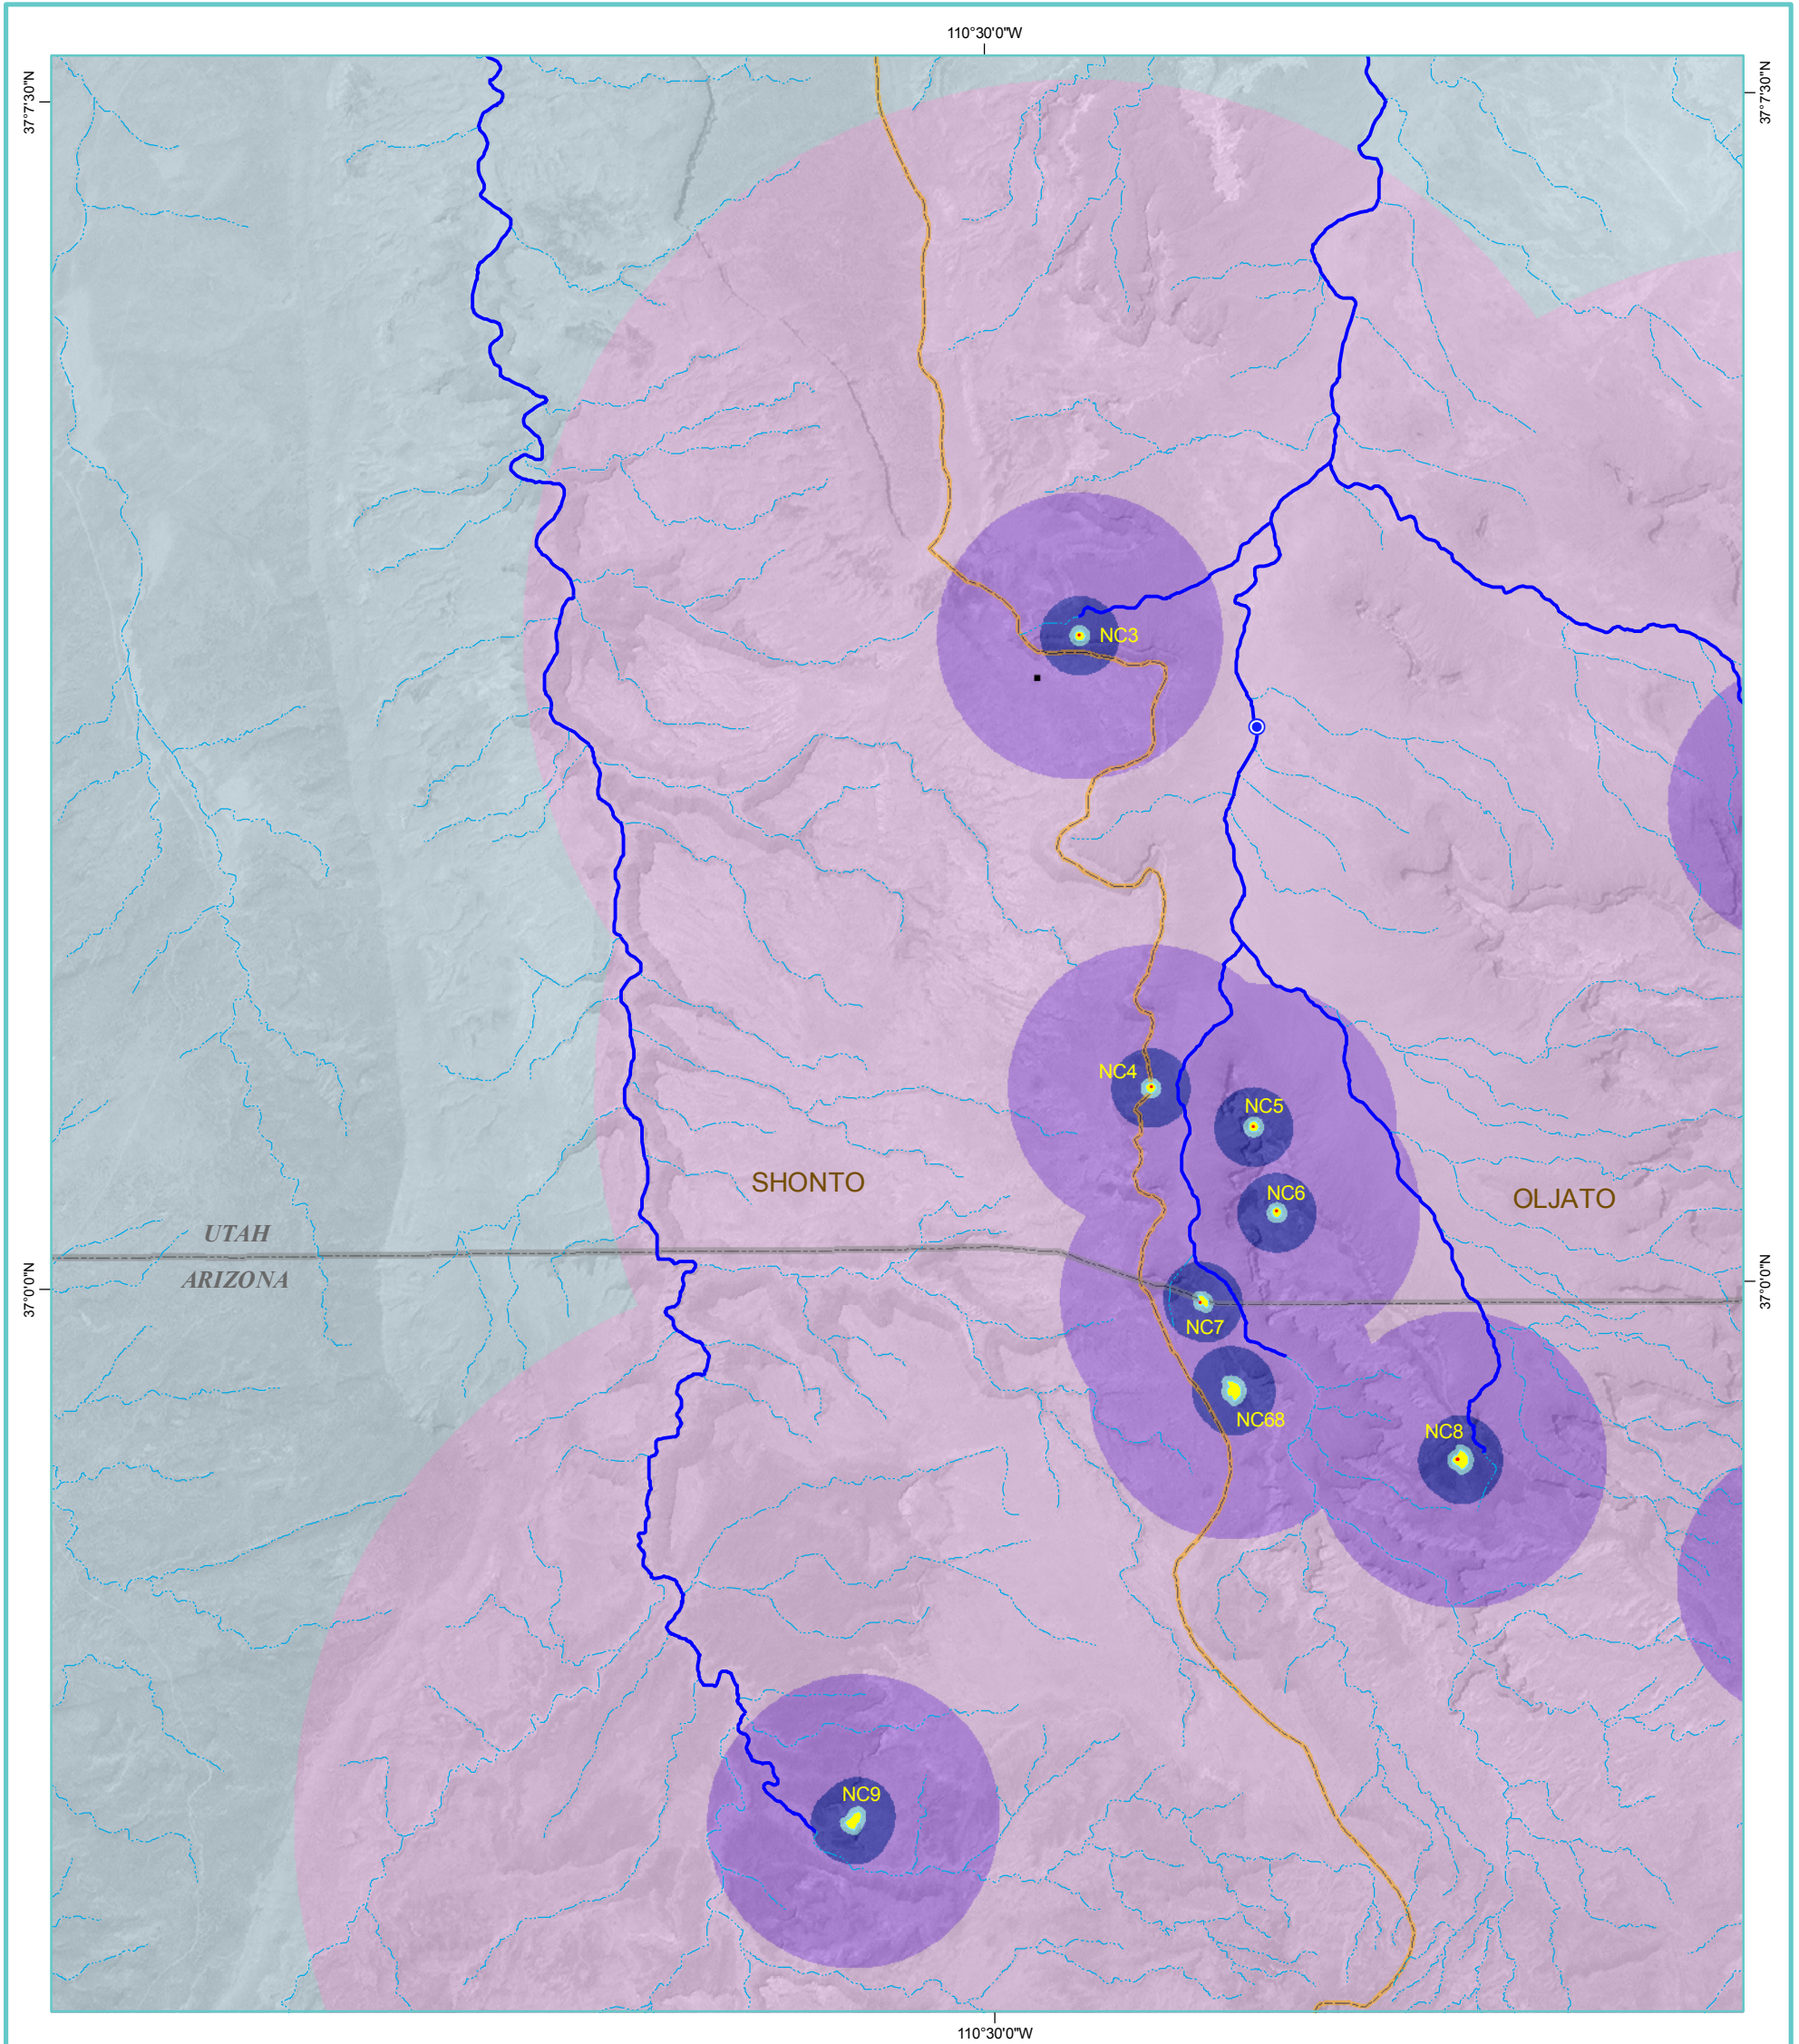 110°30'0"W
37°7'30"N
37°7'30"N
NC3
NC4
NC5
SHONTO
NC6
OLJATO
UTAH
ARIZONA
37°0'0"N
37°0'0"N
NC7
NC68
NC8
NC9
110°30'0"W